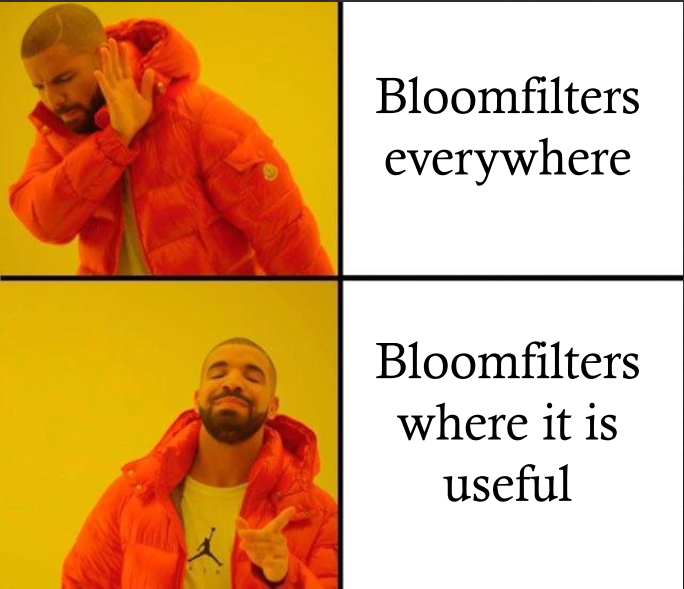 Bloomfilters
everywhere
Bloomfilters
where it is
useful